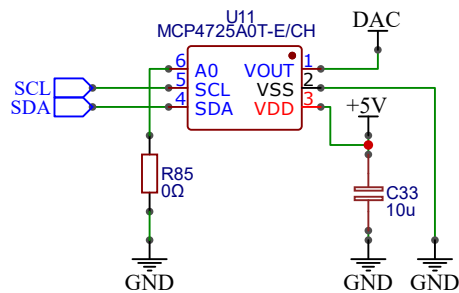 U11
MCP4725A0T-E/CH
DAC
6 A0 VOUT 1
SCL 5 SCL VSS 2
SDA 4 SDA VDD 3
+5V
R85
0Ω
C33
10u
GND GND GND